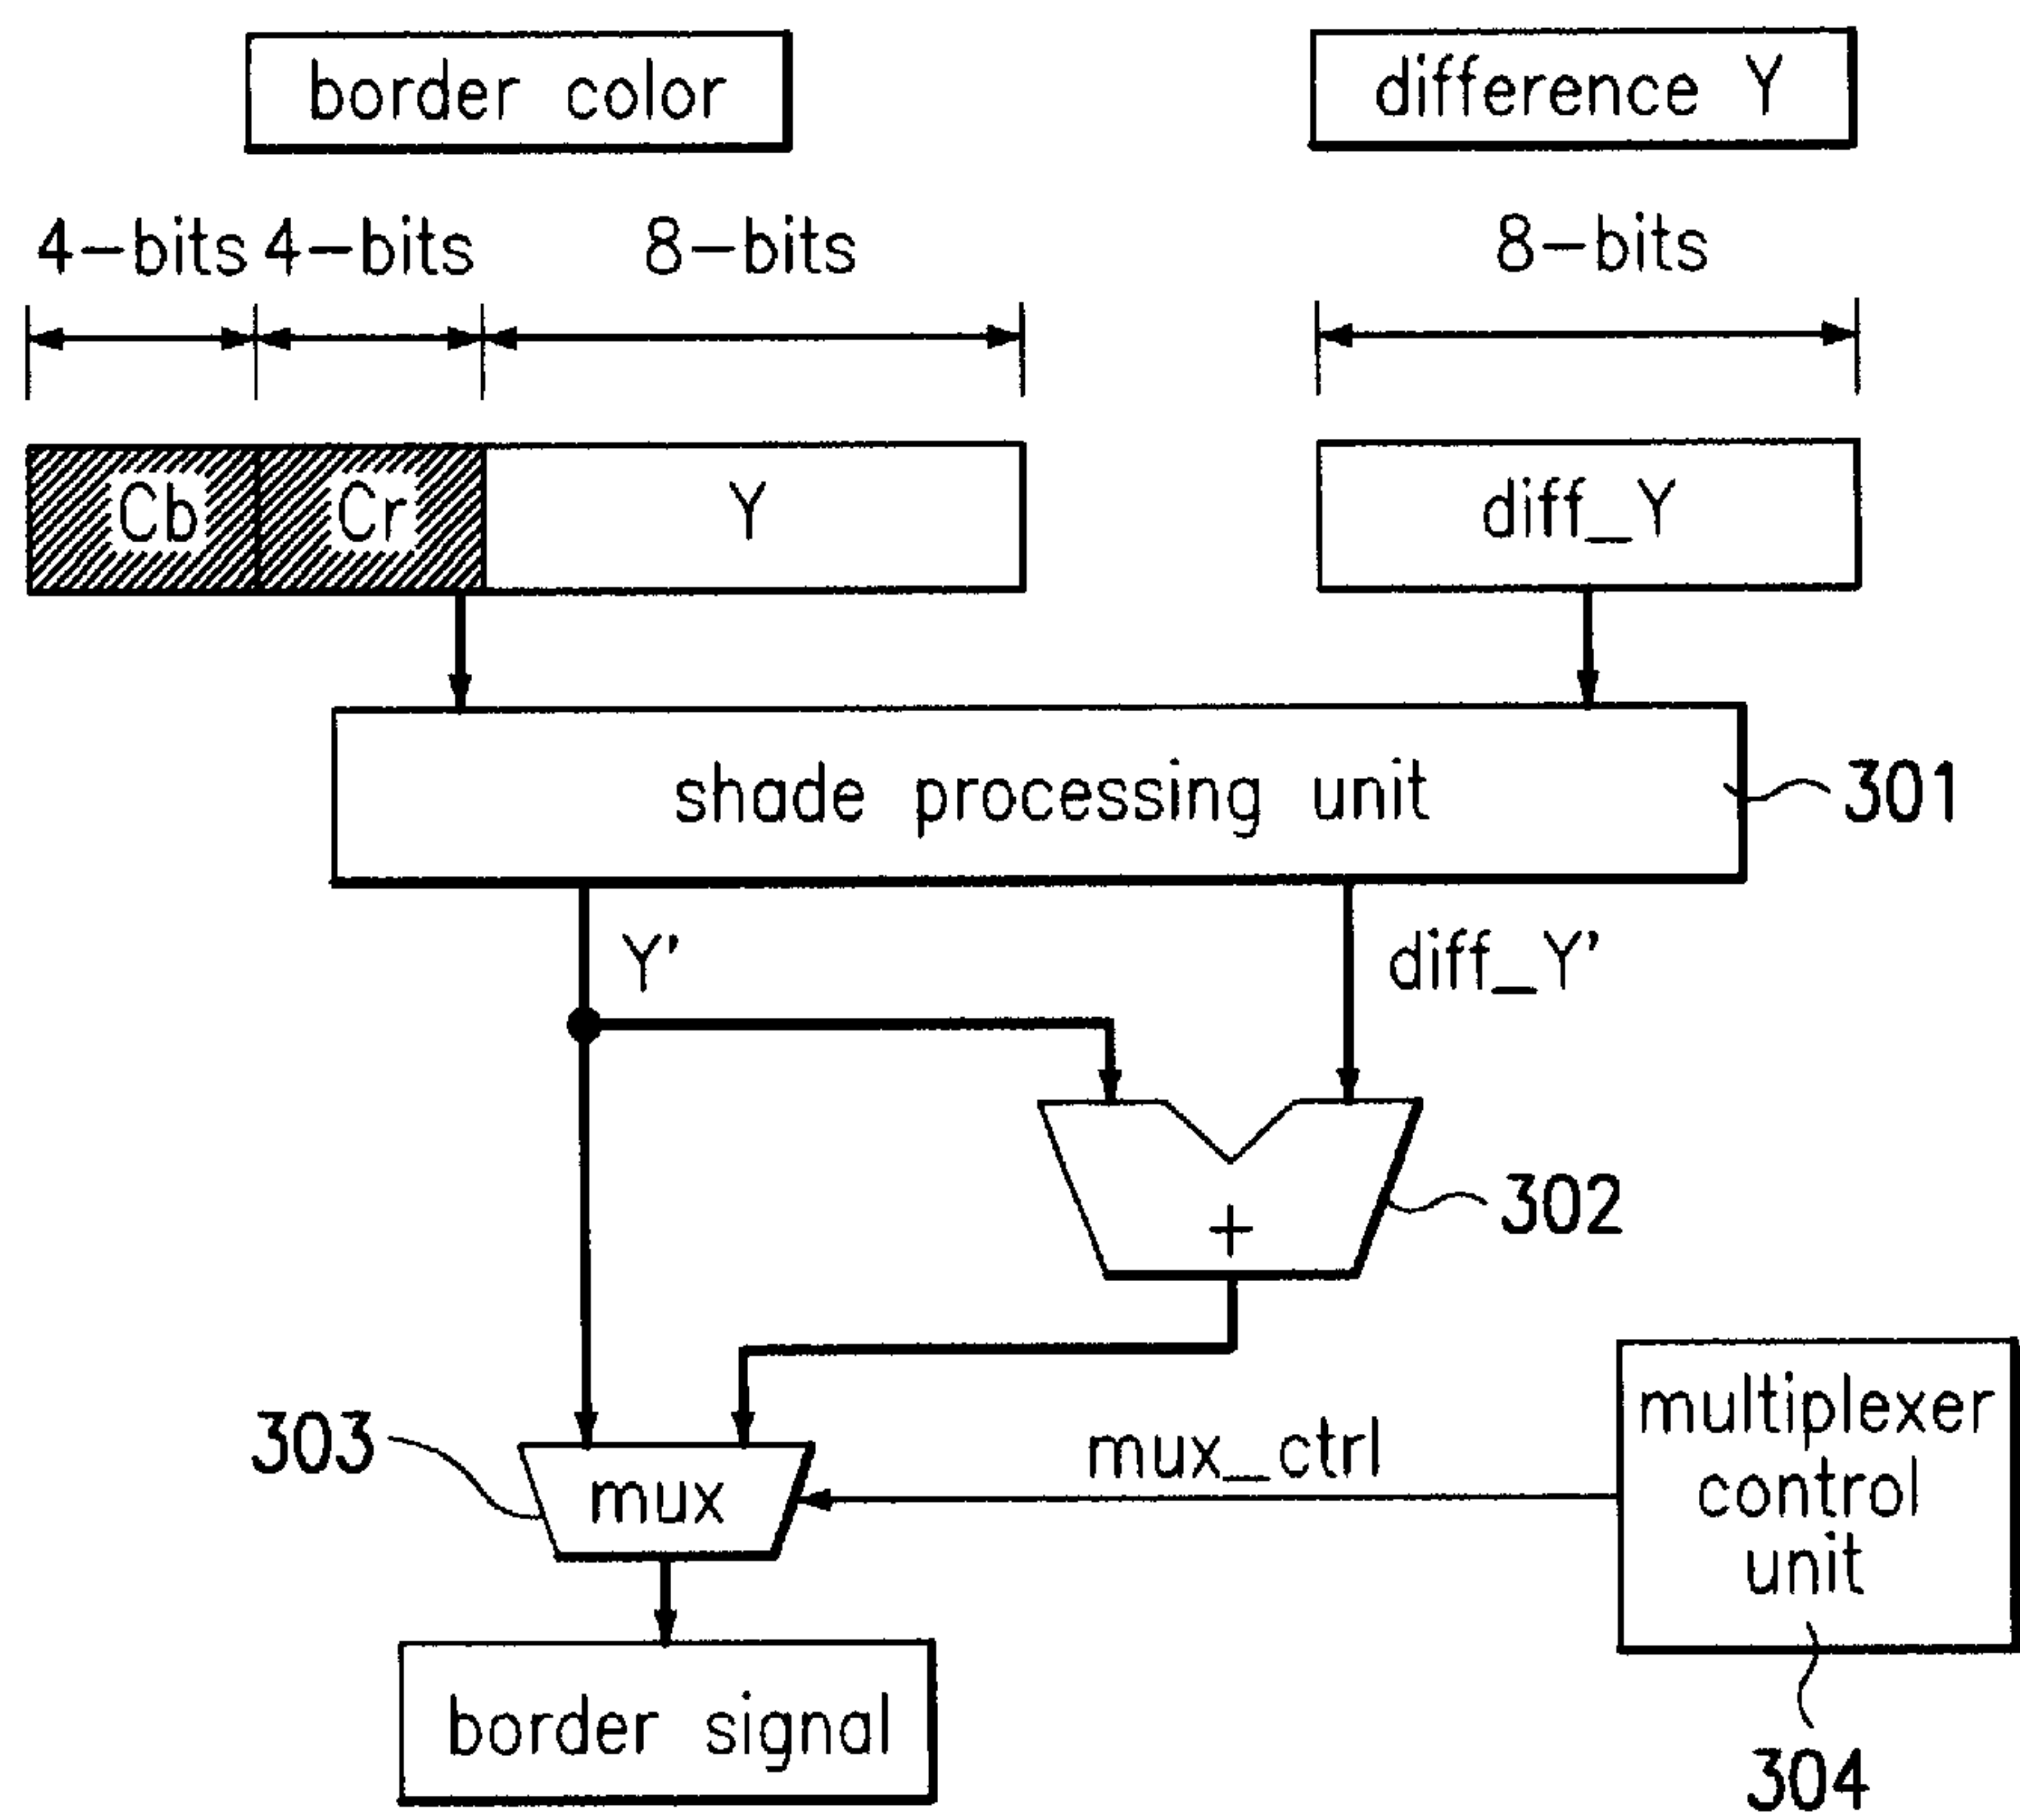 border color
difference Y
4-bits 4-bits 8-bits
8-bits
Cb Cr Y
diff_Y
shade processing unit
301
Y'
diff_Y'
+
302
303
mux
mux_ctrl
multiplexer
control
unit
border signal
304